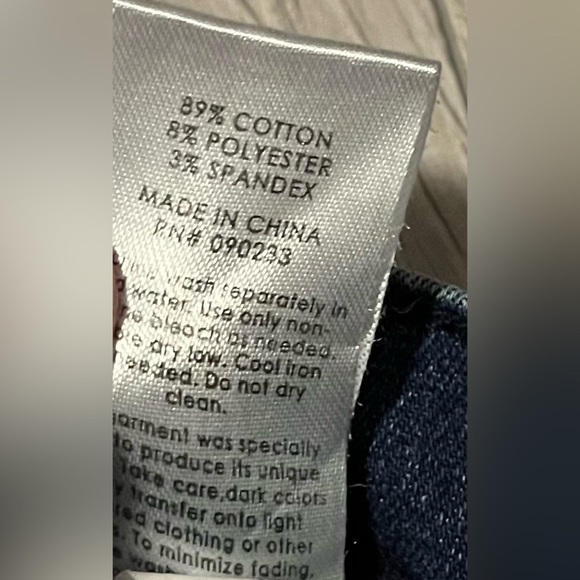 89% COTTON
8% POLYESTER
3% SPANDEX
MADE IN CHINA
RN# 090233
wash separately in
water. Use only non-
bleach as needed.
dry low. Cool iron
needed. Do not dry
clean.
garment was specially
to produce its unique
Take care, dark colors
transfer onto light
red clothing or other
To minimize fading,